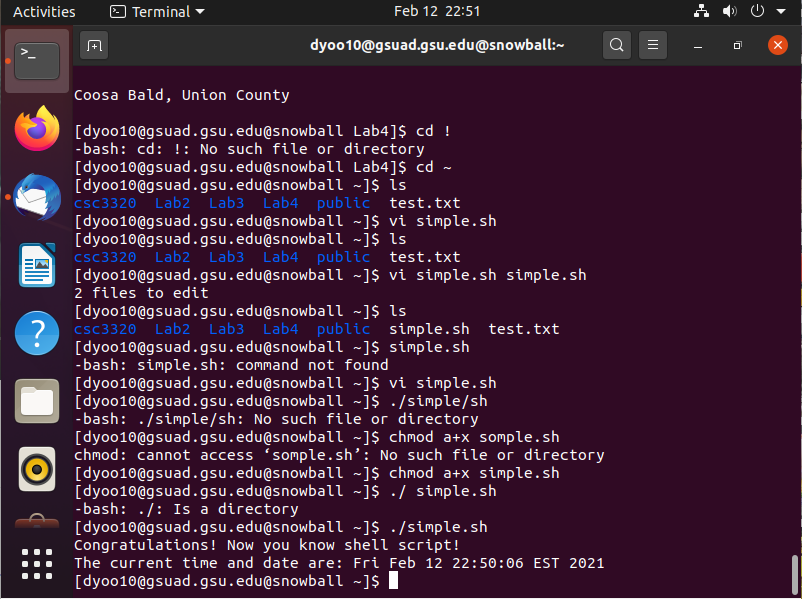 Activities Terminal Feb 12 22:51
dyoo10@gsuad.gsu.edu@snowball:~
Coosa Bald, Union County
[dyoo10@gsuad.gsu.edu@snowball Lab4]$ cd !
-bash: cd: !: No such file or directory
[dyoo10@gsuad.gsu.edu@snowball Lab4]$ cd ~
[dyoo10@gsuad.gsu.edu@snowball ~]$ ls
csc3320 Lab2 Lab3 Lab4 public test.txt
[dyoo10@gsuad.gsu.edu@snowball ~]$ vi simple.sh
[dyoo10@gsuad.gsu.edu@snowball ~]$ ls
csc3320 Lab2 Lab3 Lab4 public test.txt
[dyoo10@gsuad.gsu.edu@snowball ~]$ vi simple.sh simple.sh
2 files to edit
[dyoo10@gsuad.gsu.edu@snowball ~]$ ls
csc3320 Lab2 Lab3 Lab4 public simple.sh test.txt
[dyoo10@gsuad.gsu.edu@snowball ~]$ simple.sh
-bash: simple.sh: command not found
[dyoo10@gsuad.gsu.edu@snowball ~]$ vi simple.sh
[dyoo10@gsuad.gsu.edu@snowball ~]$ ./simple/sh
-bash: ./simple/sh: No such file or directory
[dyoo10@gsuad.gsu.edu@snowball ~]$ chmod a+x somple.sh
chmod: cannot access ‘somple.sh’: No such file or directory
[dyoo10@gsuad.gsu.edu@snowball ~]$ chmod a+x simple.sh
[dyoo10@gsuad.gsu.edu@snowball ~]$ ./ simple.sh
-bash: ./: Is a directory
[dyoo10@gsuad.gsu.edu@snowball ~]$ ./simple.sh
Congratulations! Now you know shell script!
The current time and date are: Fri Feb 12 22:50:06 EST 2021
[dyoo10@gsuad.gsu.edu@snowball ~]$